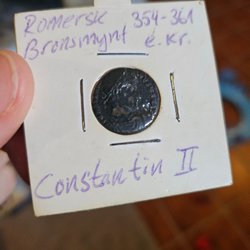 Romersk 354-361
Bronsmynt e.Kr.
Constantin II